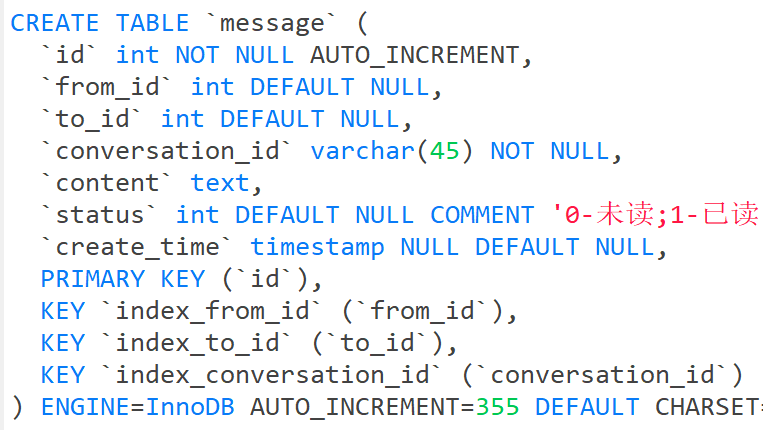 CREATE TABLE `message` (
  `id` int NOT NULL AUTO_INCREMENT,
  `from_id` int DEFAULT NULL,
  `to_id` int DEFAULT NULL,
  `conversation_id` varchar(45) NOT NULL,
  `content` text,
  `status` int DEFAULT NULL COMMENT '0-未读;1-已读
  `create_time` timestamp NULL DEFAULT NULL,
  PRIMARY KEY (`id`),
  KEY `index_from_id` (`from_id`),
  KEY `index_to_id` (`to_id`),
  KEY `index_conversation_id` (`conversation_id`)
) ENGINE=InnoDB AUTO_INCREMENT=355 DEFAULT CHARSET=